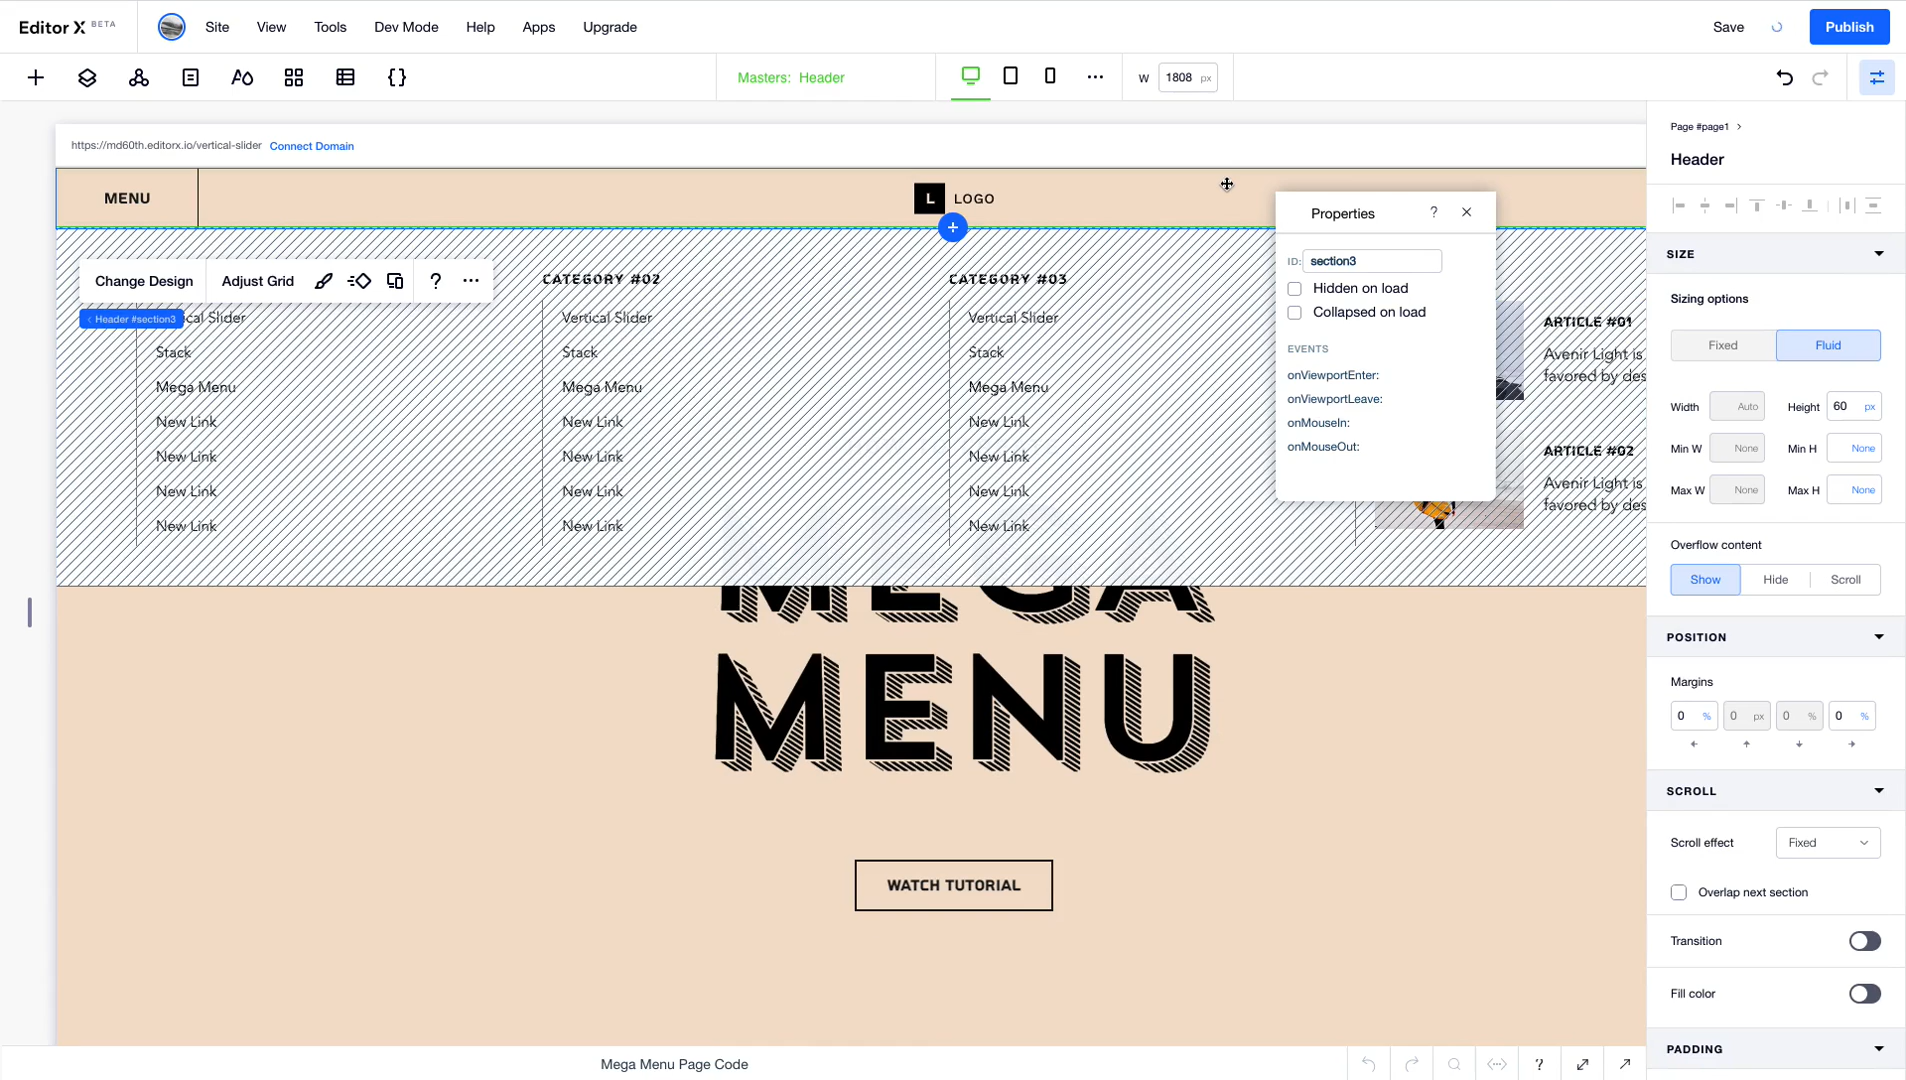 Editor X BETA
Site View Tools Dev Mode Help Apps Upgrade
Save Publish
Masters: Header
W 1808 px
https://md60th.editorx.io/vertical-slider Connect Domain
MENU
L LOGO
Change Design Adjust Grid ? ...
Header #section3
CATEGORY #02
CATEGORY #03
cal Slider
Stack
Mega Menu
New Link
New Link
New Link
New Link
Vertical Slider
Stack
Mega Menu
New Link
New Link
New Link
New Link
Vertical Slider
Stack
Mega Menu
New Link
New Link
New Link
New Link
Properties ?
ID: section3
Hidden on load
Collapsed on load
EVENTS
onViewportEnter:
onViewportLeave:
onMouseIn:
onMouseOut:
ARTICLE #01
Avenir Light is
favored by des
ARTICLE #02
Avenir Light is
favored by des
MEGA
MENU
WATCH TUTORIAL
Page #page1 >
Header
SIZE
Sizing options
Fixed Fluid
Width Auto Height 60 px
Min W None Min H None
Max W None Max H None
Overflow content
Show Hide Scroll
POSITION
Margins
0 % 0 px 0 % 0 %
SCROLL
Scroll effect Fixed
Overlap next section
Transition
Fill color
PADDING
Mega Menu Page Code
?